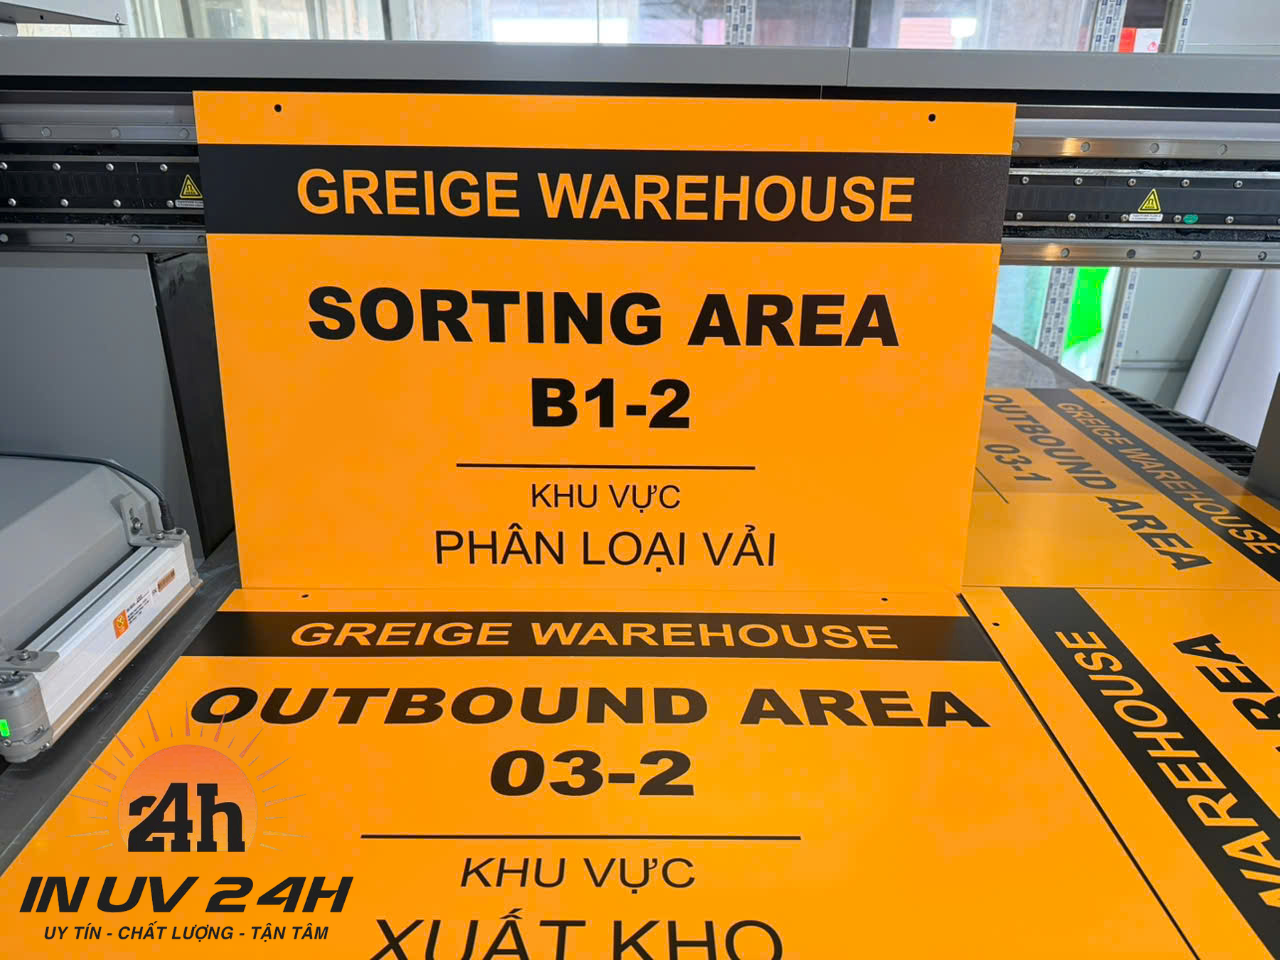 GREIGE WAREHOUSE
SORTING AREA
B1-2
KHU VỰC
PHÂN LOẠI VẢI
GREIGE WAREHOUSE
OUTBOUND AREA
03-2
KHU VỰC
XUẤT KHO
GREIGE WAREHOUSE
OUTBOUND AREA
03-1
WAREHOUSE
24h
IN UV 24H
UY TÍN - CHẤT LƯỢNG - TẬN TÂM